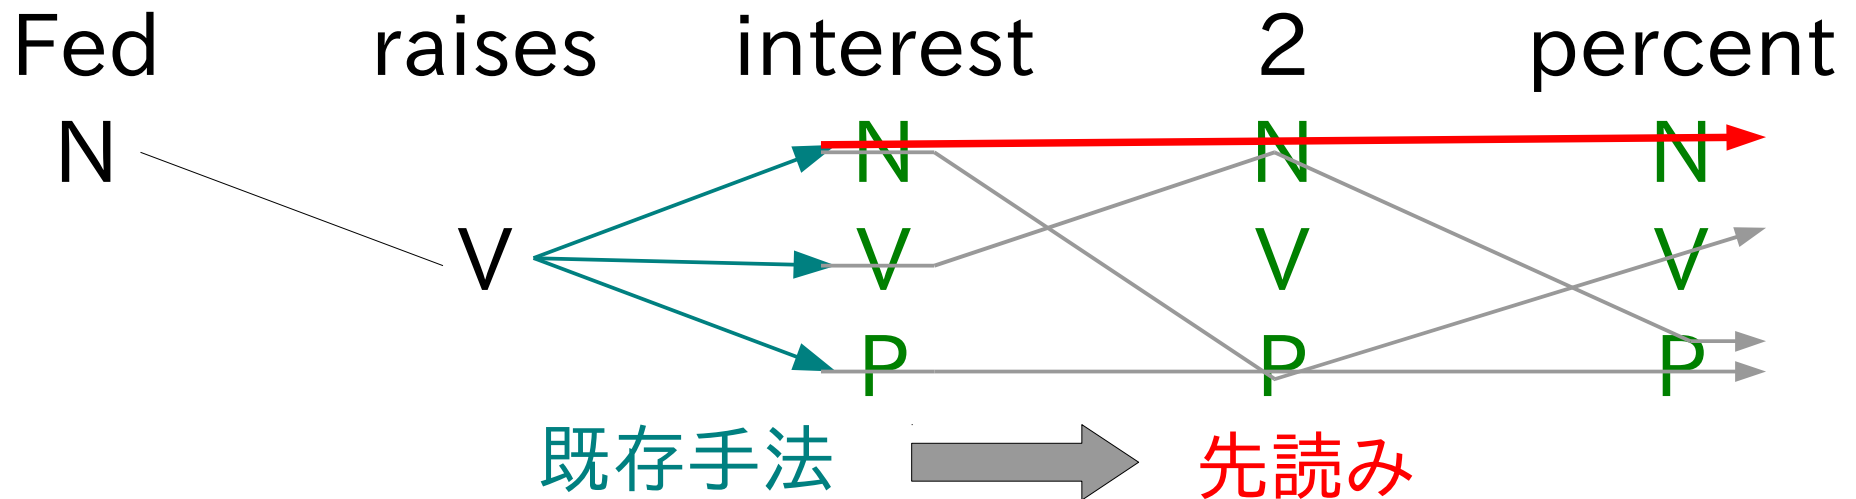 Fed raises interest 2 percent
N N N N
V V V V
P P P
既存手法 先読み